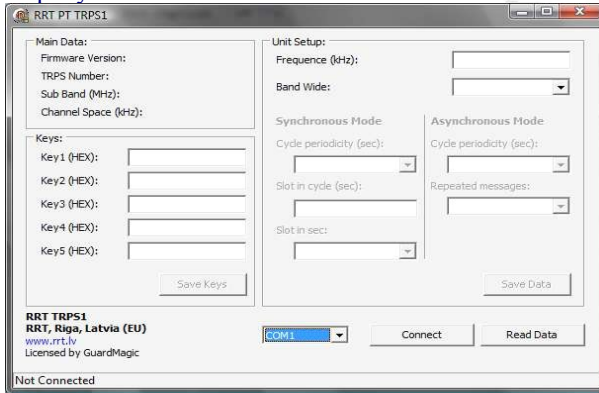 RRT PT TRPS1
Main Data:
Firmware Version:
TRPS Number:
Sub Band (MHz):
Channel Space (kHz):
Keys:
Key1 (HEX):
Key2 (HEX):
Key3 (HEX):
Key4 (HEX):
Key5 (HEX):
Save Keys
Unit Setup:
Frequence (kHz):
Band Wide:
Synchronous Mode
Cycle periodicity (sec):
Slot in cycle (sec):
Slot in sec:
Asynchronous Mode
Cycle periodicity (sec):
Repeated messages:
Save Data
RRT TRPS1
RRT, Riga, Latvia (EU)
www.rrt.lv
Licensed by GuardMagic
COM1
Connect
Read Data
Not Connected